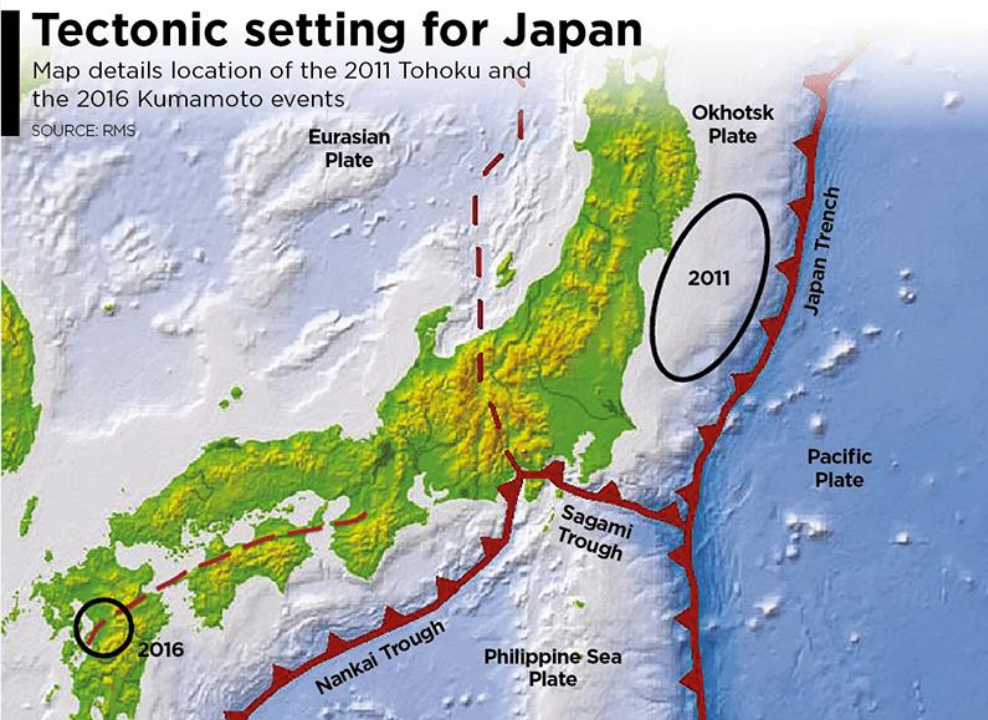 Tectonic setting for Japan
Map details location of the 2011 Tohoku and
the 2016 Kumamoto events
SOURCE: RMS
Eurasian
Plate
Okhotsk
Plate
Japan Trench
2011
Pacific
Plate
Sagami
Trough
2016
Nankai Trough
Philippine Sea
Plate